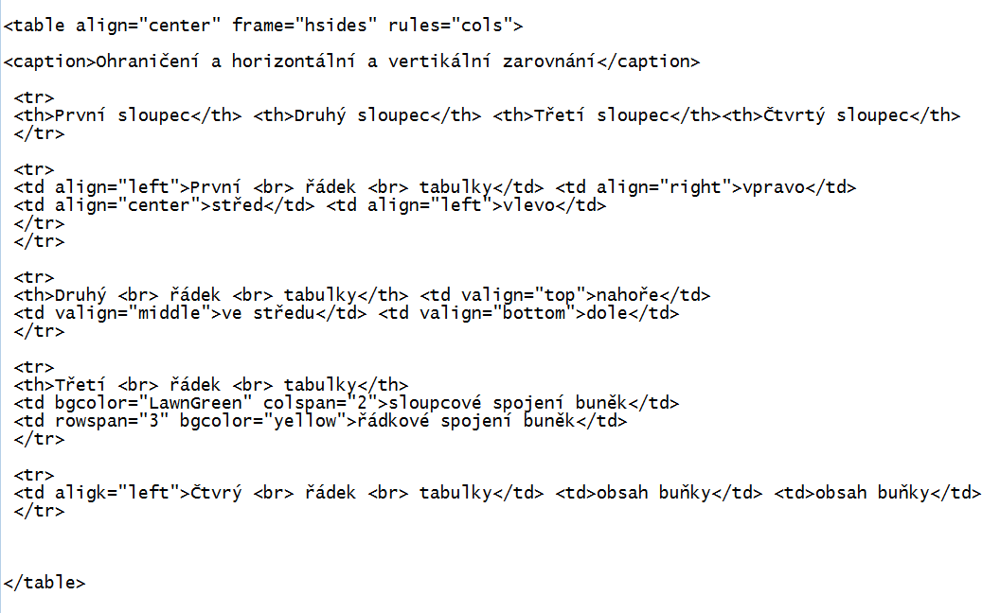 <table align="center" frame="hsides" rules="cols">
<caption>Ohraničení a horizontální a vertikální zarovnání</caption>
<tr>
<th>První sloupec</th> <th>Druhý sloupec</th> <th>Třetí sloupec</th><th>Čtvrtý sloupec</th>
</tr>
<tr>
<td align="left">První <br> řádek <br> tabulky</td> <td align="right">vpravo</td>
<td align="center">střed</td> <td align="left">vlevo</td>
</tr>
</tr>
<tr>
<th>Druhý <br> řádek <br> tabulky</th> <td valign="top">nahoře</td>
<td valign="middle">ve středu</td> <td valign="bottom">dole</td>
</tr>
<tr>
<th>Třetí <br> řádek <br> tabulky</th>
<td bgcolor="LawnGreen" colspan="2">sloupcové spojení buněk</td>
<td rowspan="3" bgcolor="yellow">řádkové spojení buněk</td>
</tr>
<tr>
<td aligk="left">Čtvrý <br> řádek <br> tabulky</td> <td>obsah buňky</td> <td>obsah buňky</td>
</tr>
</table>